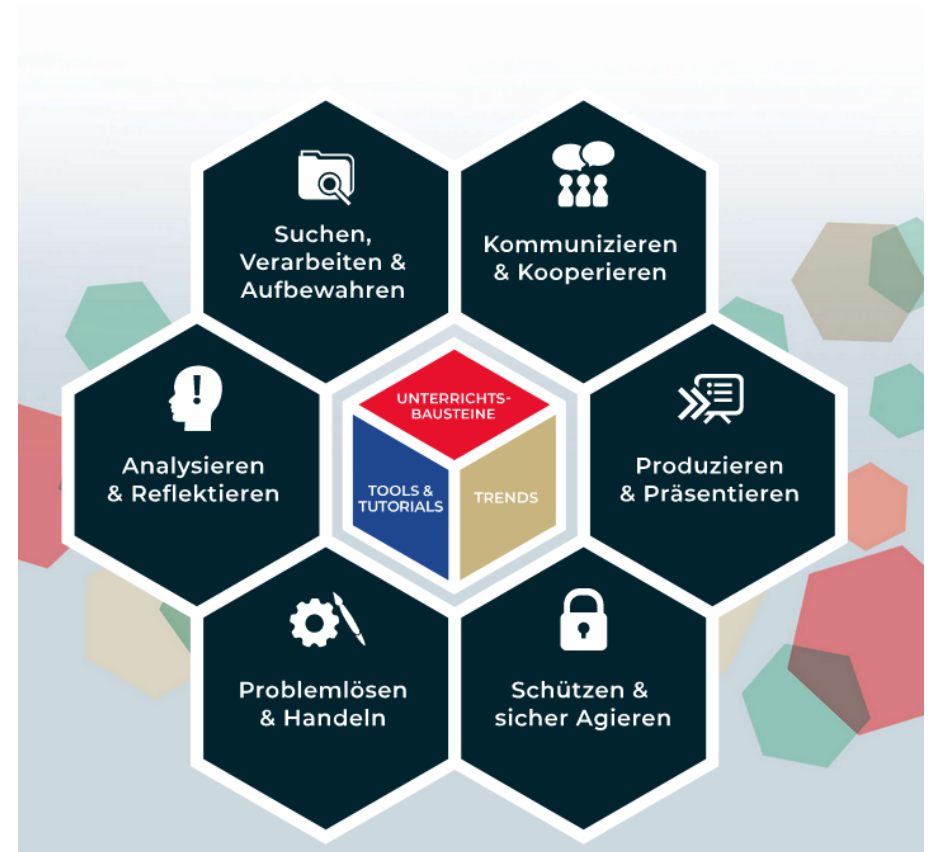 Suchen,
Verarbeiten &
Aufbewahren
Kommunizieren
& Kooperieren
Analysieren
& Reflektieren
UNTERRICHTS-
BAUSTEINE
TOOLS &
TUTORIALS
TRENDS
Produzieren
& Präsentieren
Problemlösen
& Handeln
Schützen &
sicher Agieren